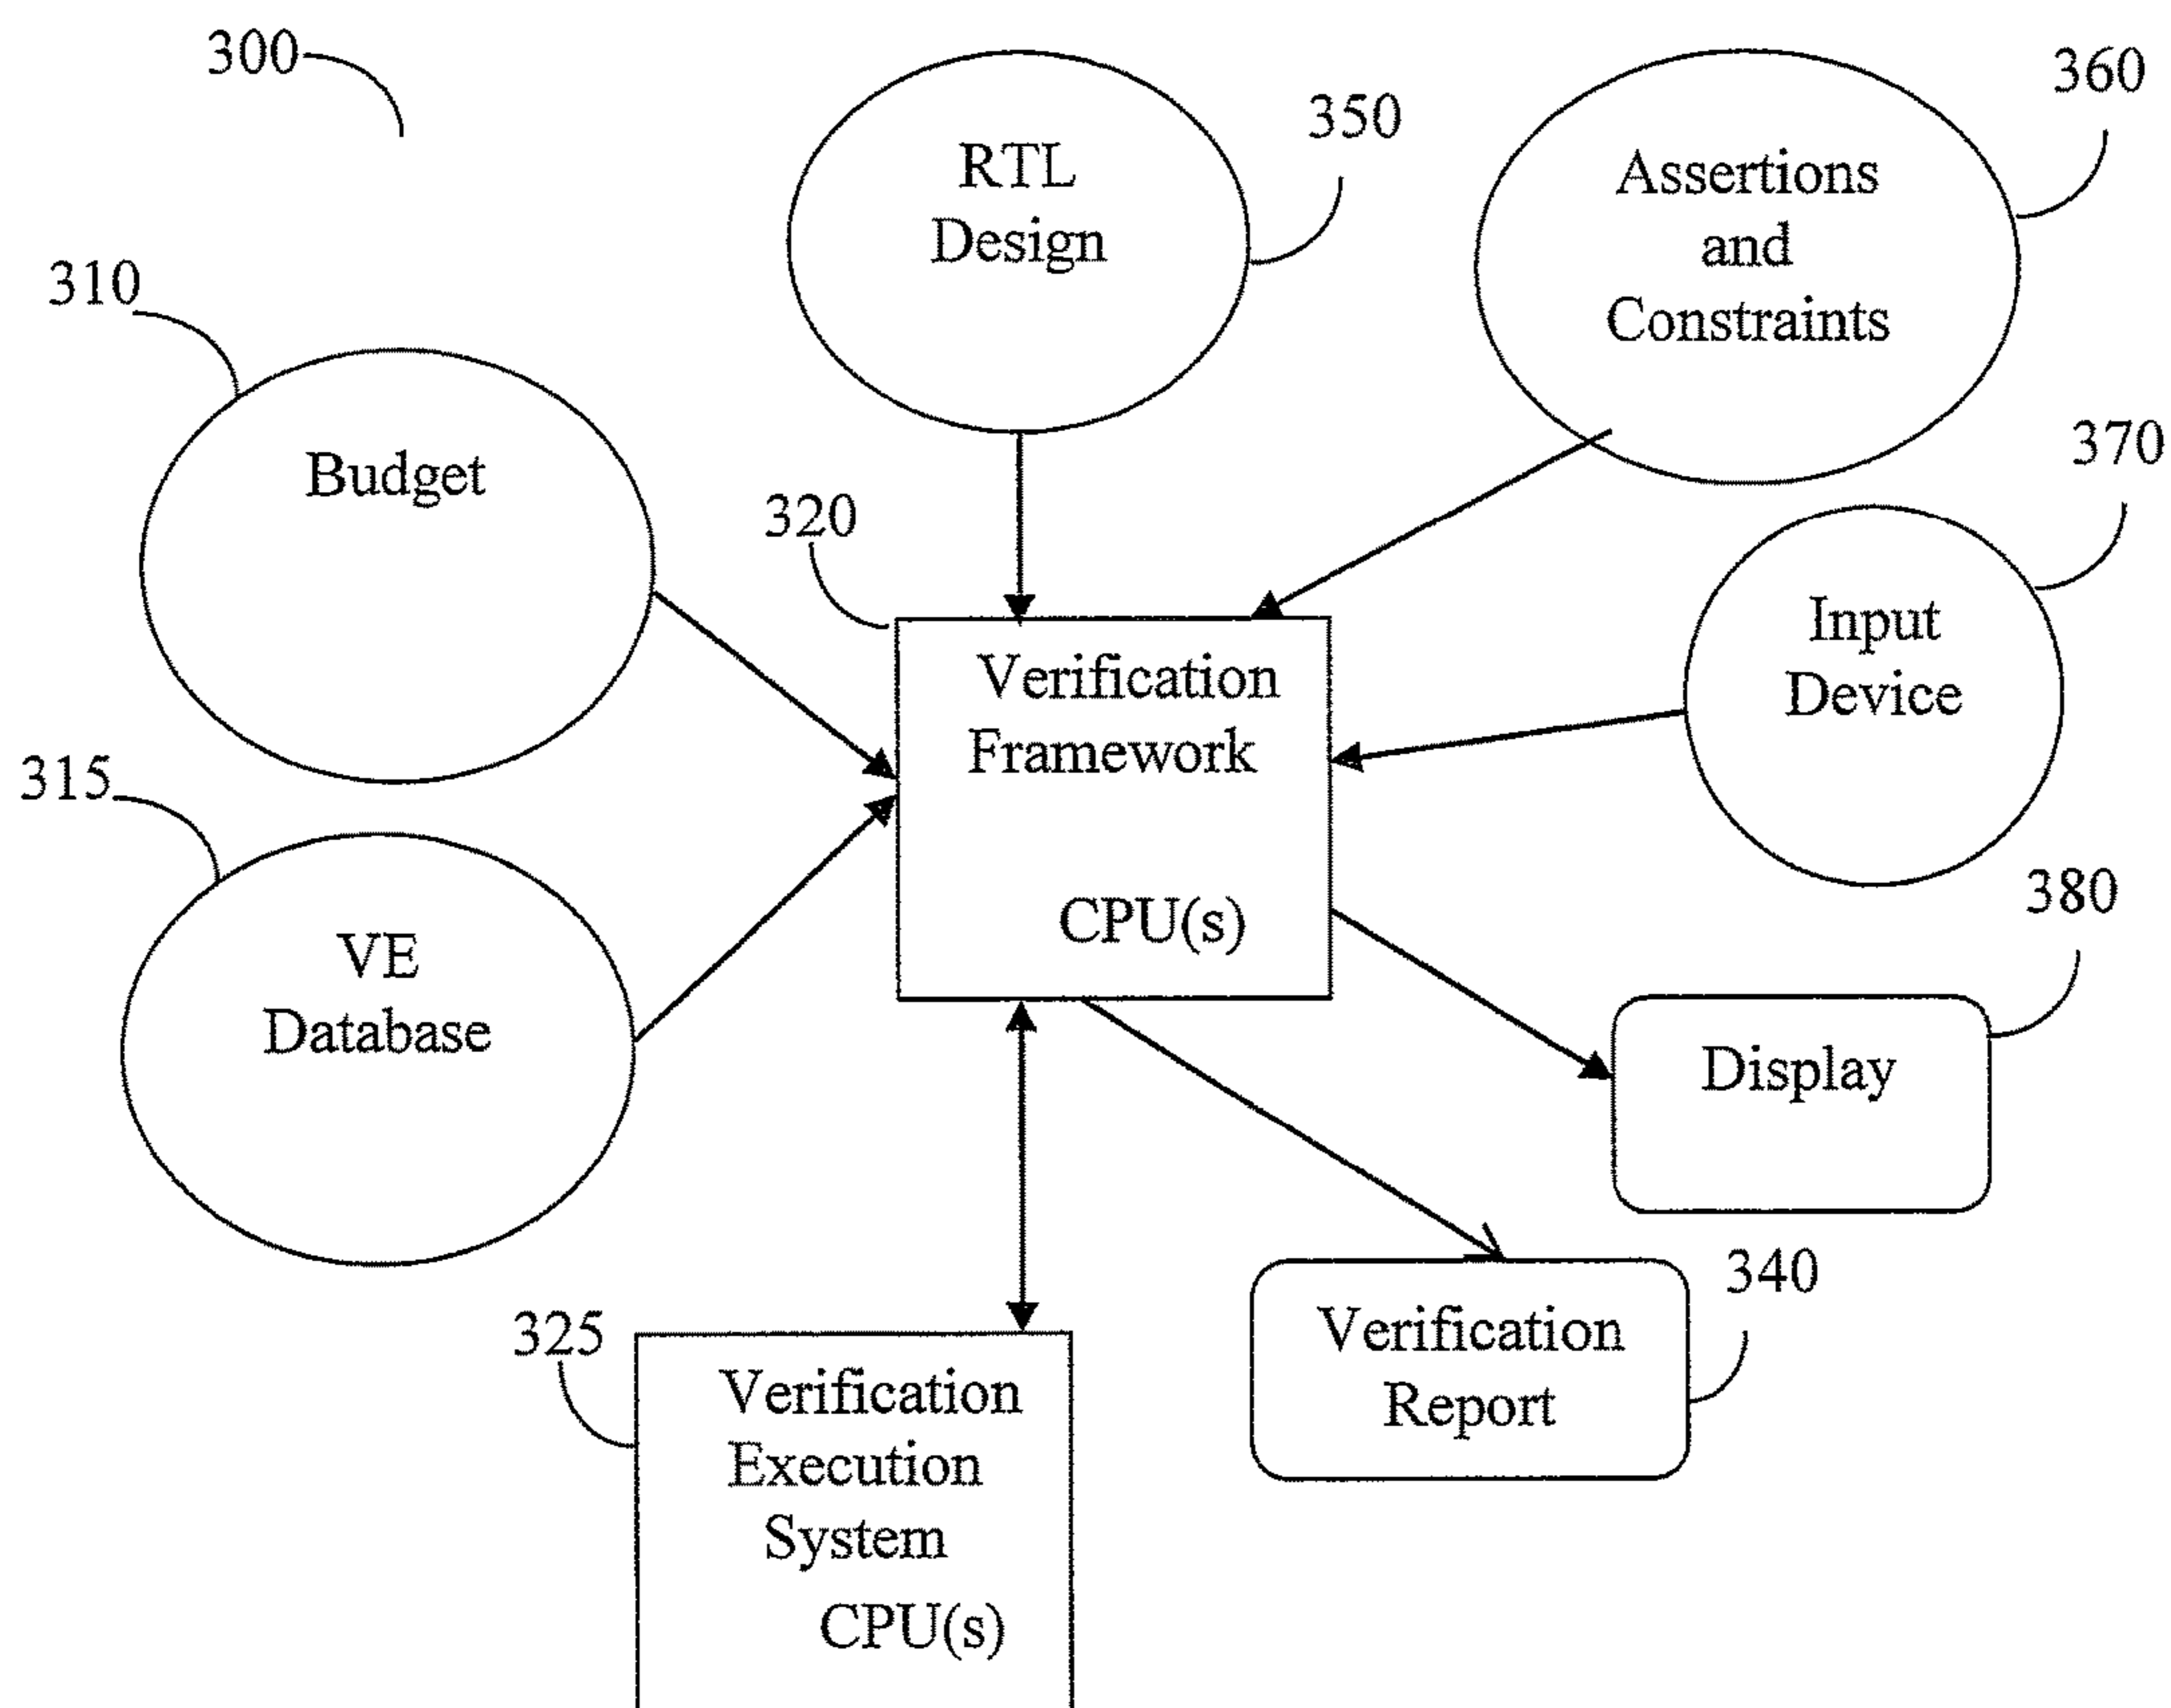 300
350
360
RTL
Design
Assertions
and
Constraints
310
Budget
320
370
Input
Device
Verification
Framework
CPU(s)
315
VE
Database
380
Display
340
Verification
Report
325
Verification
Execution
System
CPU(s)